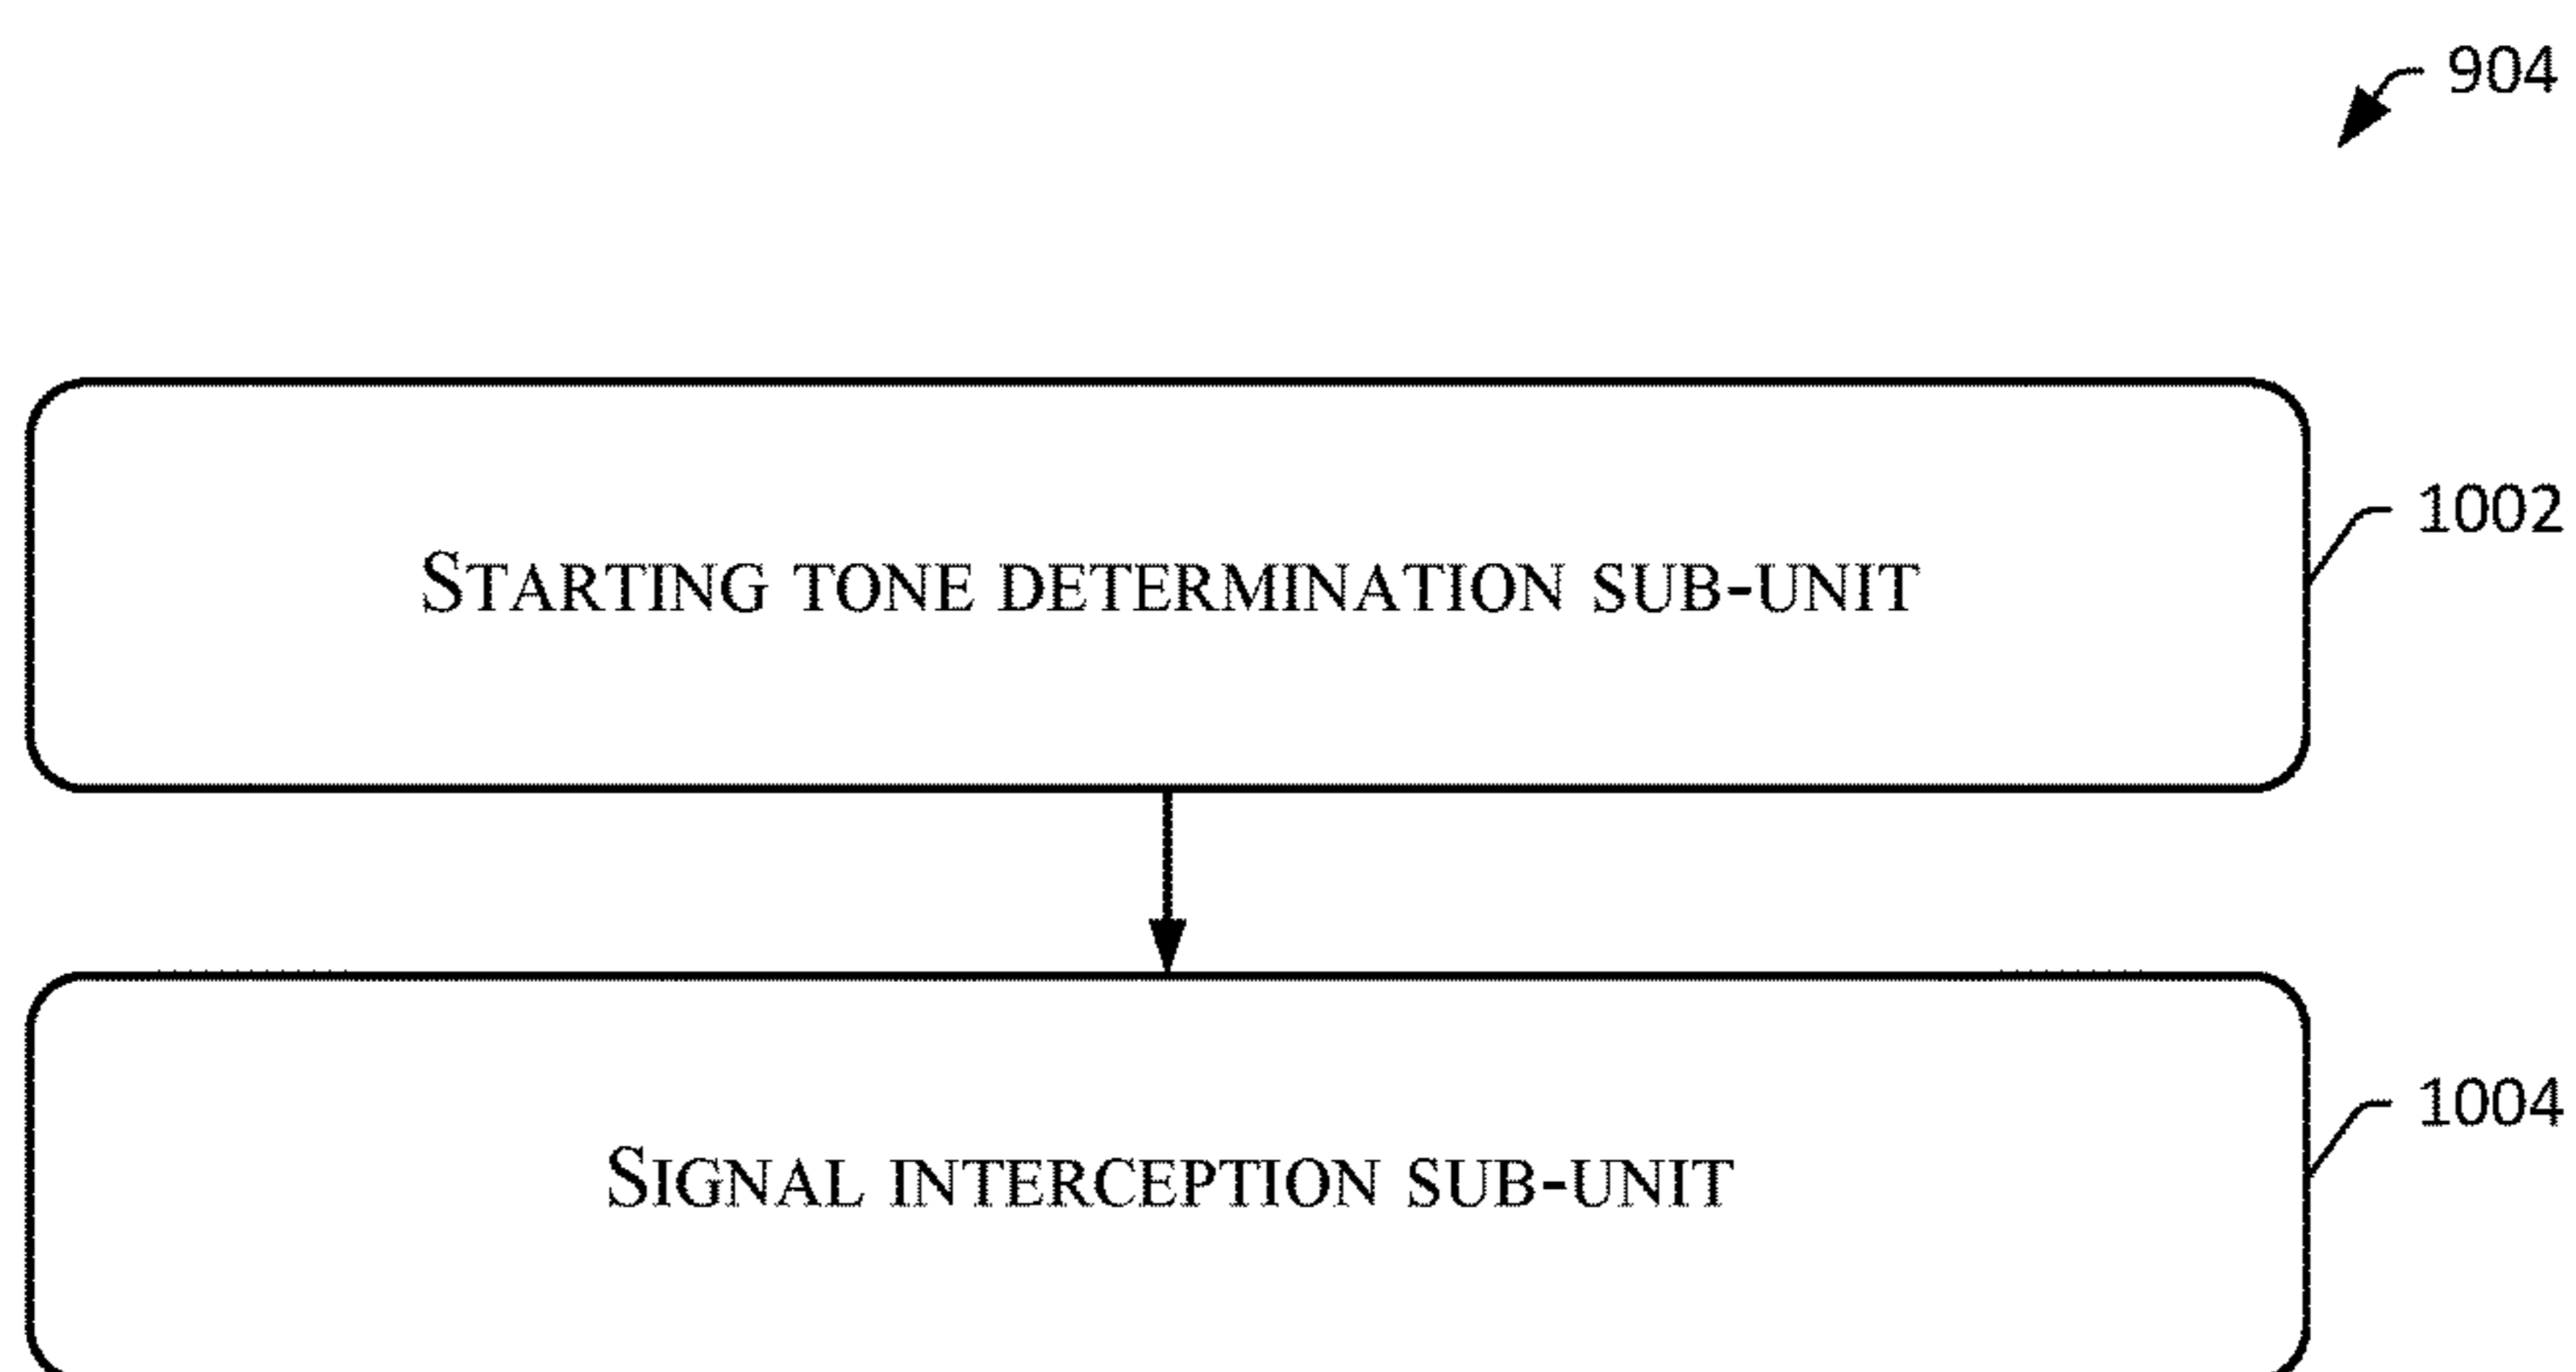 904
STARTING TONE DETERMINATION SUB-UNIT
1002
SIGNAL INTERCEPTION SUB-UNIT
1004